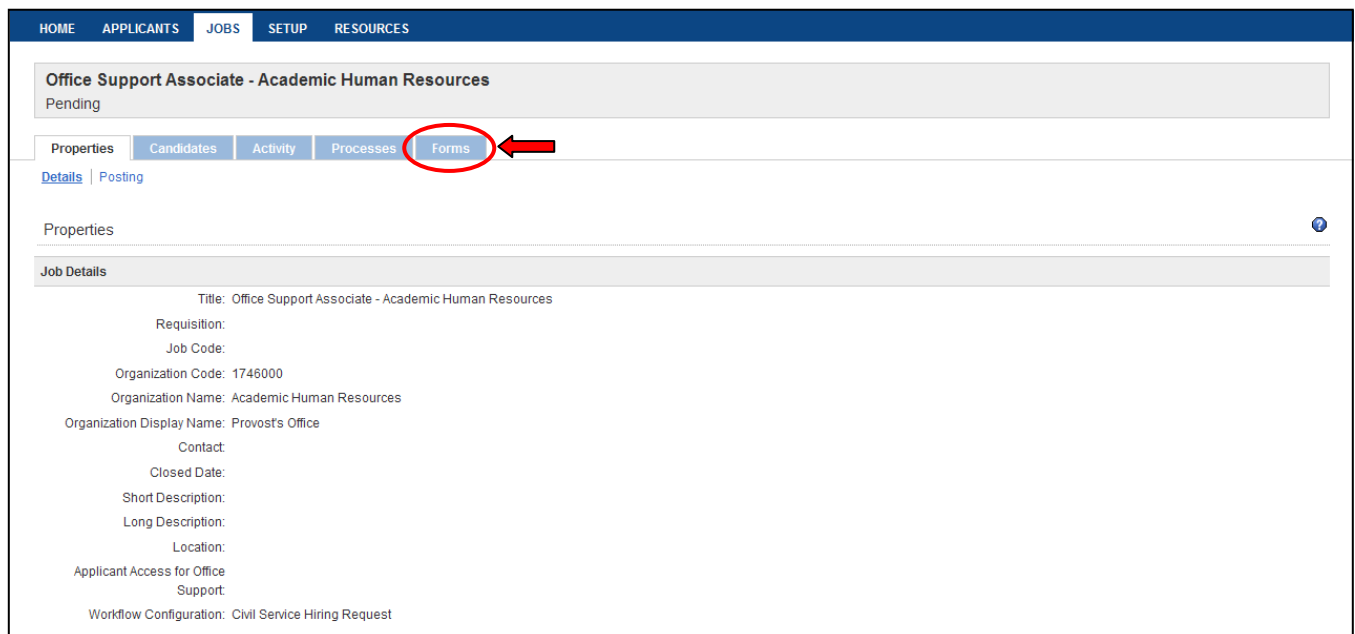 HOME APPLICANTS JOBS SETUP RESOURCES
Office Support Associate - Academic Human Resources
Pending
Properties Candidates Activity Processes Forms
Details Posting
Properties
?
Job Details
Title: Office Support Associate - Academic Human Resources
Requisition:
Job Code:
Organization Code: 1746000
Organization Name: Academic Human Resources
Organization Display Name: Provost's Office
Contact:
Closed Date:
Short Description:
Long Description:
Location:
Applicant Access for Office
Support:
Workflow Configuration: Civil Service Hiring Request